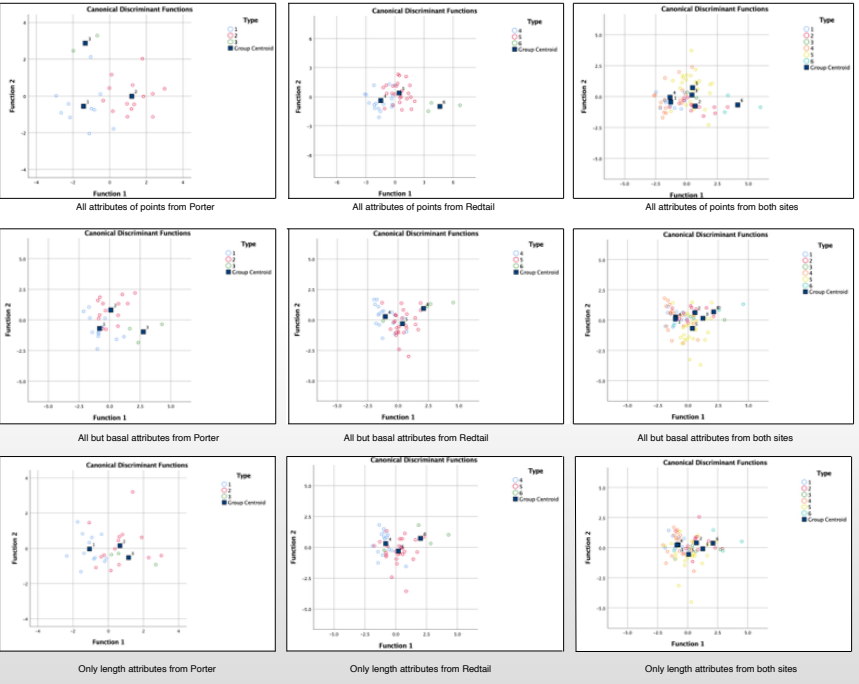 Canonical Discriminant Functions
Type
1
2
3
Group Centroid
Function 2
Function 1
All attributes of points from Porter
Canonical Discriminant Functions
Type
4
5
6
Group Centroid
Function 2
Function 1
All attributes of points from Redtail
Canonical Discriminant Functions
Type
1
2
3
4
5
6
Group Centroid
Function 2
Function 1
All attributes of points from both sites
Canonical Discriminant Functions
Type
1
2
3
Group Centroid
Function 2
Function 1
All but basal attributes from Porter
Canonical Discriminant Functions
Type
4
5
6
Group Centroid
Function 2
Function 1
All but basal attributes from Redtail
Canonical Discriminant Functions
Type
1
2
3
4
5
6
Group Centroid
Function 2
Function 1
All but basal attributes from both sites
Canonical Discriminant Functions
Type
1
2
3
Group Centroid
Function 2
Function 1
Only length attributes from Porter
Canonical Discriminant Functions
Type
4
5
6
Group Centroid
Function 2
Function 1
Only length attributes from Redtail
Canonical Discriminant Functions
Type
1
2
3
4
5
6
Group Centroid
Function 2
Function 1
Only length attributes from both sites